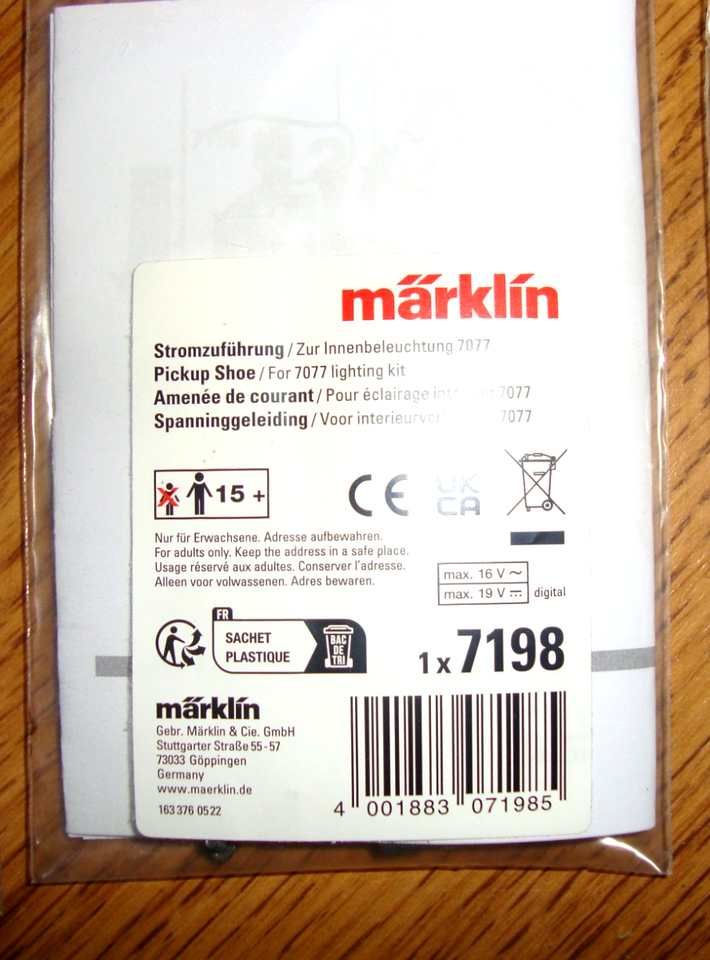 märklín
Stromzuführung / Zur Innenbeleuchtung 7077
Pickup Shoe / For 7077 lighting kit
Amenée de courant / Pour éclairage 7077
Spanninggeleiding / Voor 7077
15 +
CE
UK
CA
Nur für Erwachsene. Adresse aufbewahren.
For adults only. Keep the address in a safe place.
Usage réservé aux adultes. Conserver l'adresse.
Alleen voor volwassenen. Adres bewaren.
max. 16 V ~
max. 19 V ⎓ digital
FR
SACHET
PLASTIQUE
BAC
DE
TRI
1 x 7198
märklín
Gebr. Märklin & Cie. GmbH
Stuttgarter Straße 55-57
73033 Göppingen
Germany
www.maerklin.de
163 376 05 22
4 001883 071985